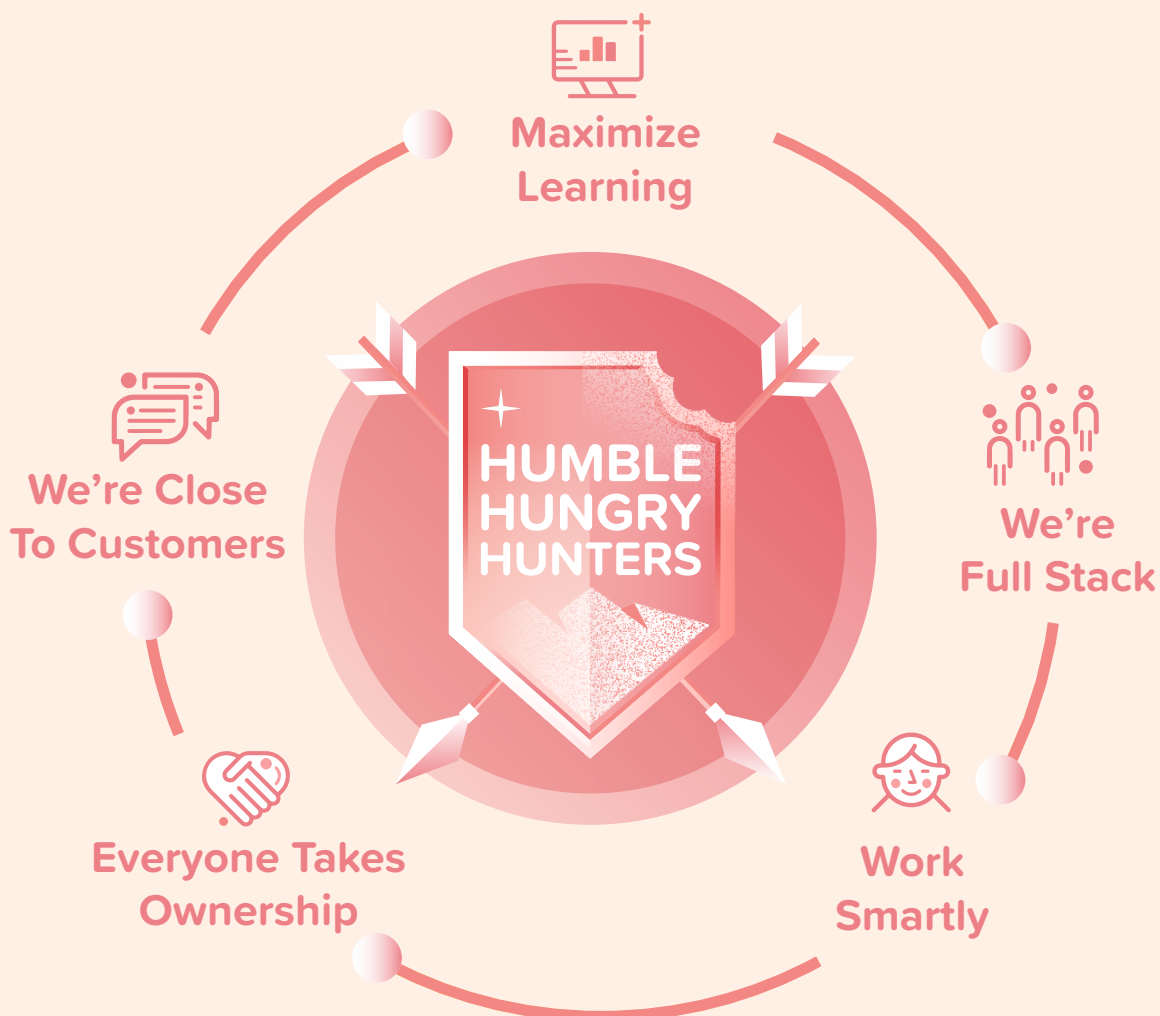 Maximize
Learning
HUMBLE
HUNGRY
HUNTERS
We’re Close
To Customers
We’re
Full Stack
Everyone Takes
Ownership
Work
Smartly